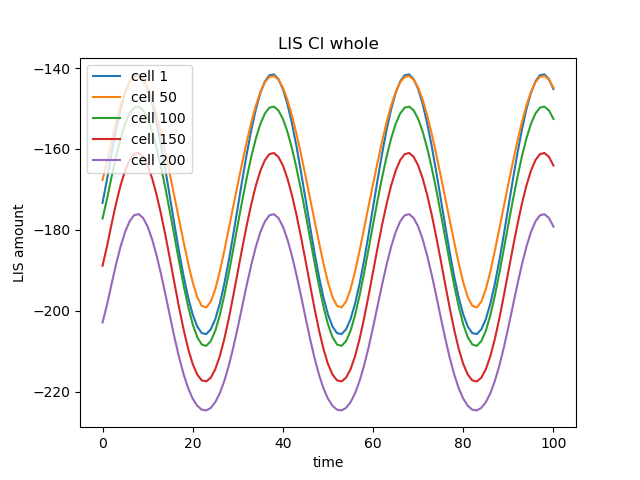 LIS Cl whole
−140
−160
−180
−200
−220
LIS amount
cell 1
cell 50
cell 100
cell 150
cell 200
0
20
40
60
80
100
time